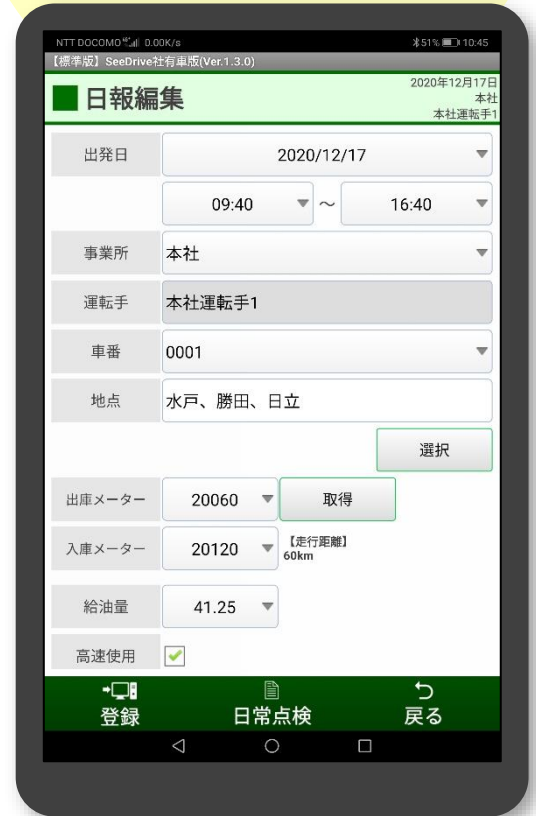 NTT DOCOMO 0.00K/s 51% 10:45
【標準版】SeeDrive社有車版(Ver.1.3.0)
日報編集
2020年12月17日
本社
本社運転手1
出発日 2020/12/17
09:40 ～ 16:40
事業所 本社
運転手 本社運転手1
車番 0001
地点 水戸、勝田、日立
選択
出庫メーター 20060 取得
入庫メーター 20120 【走行距離】
60km
給油量 41.25
高速使用
登録 日常点検 戻る